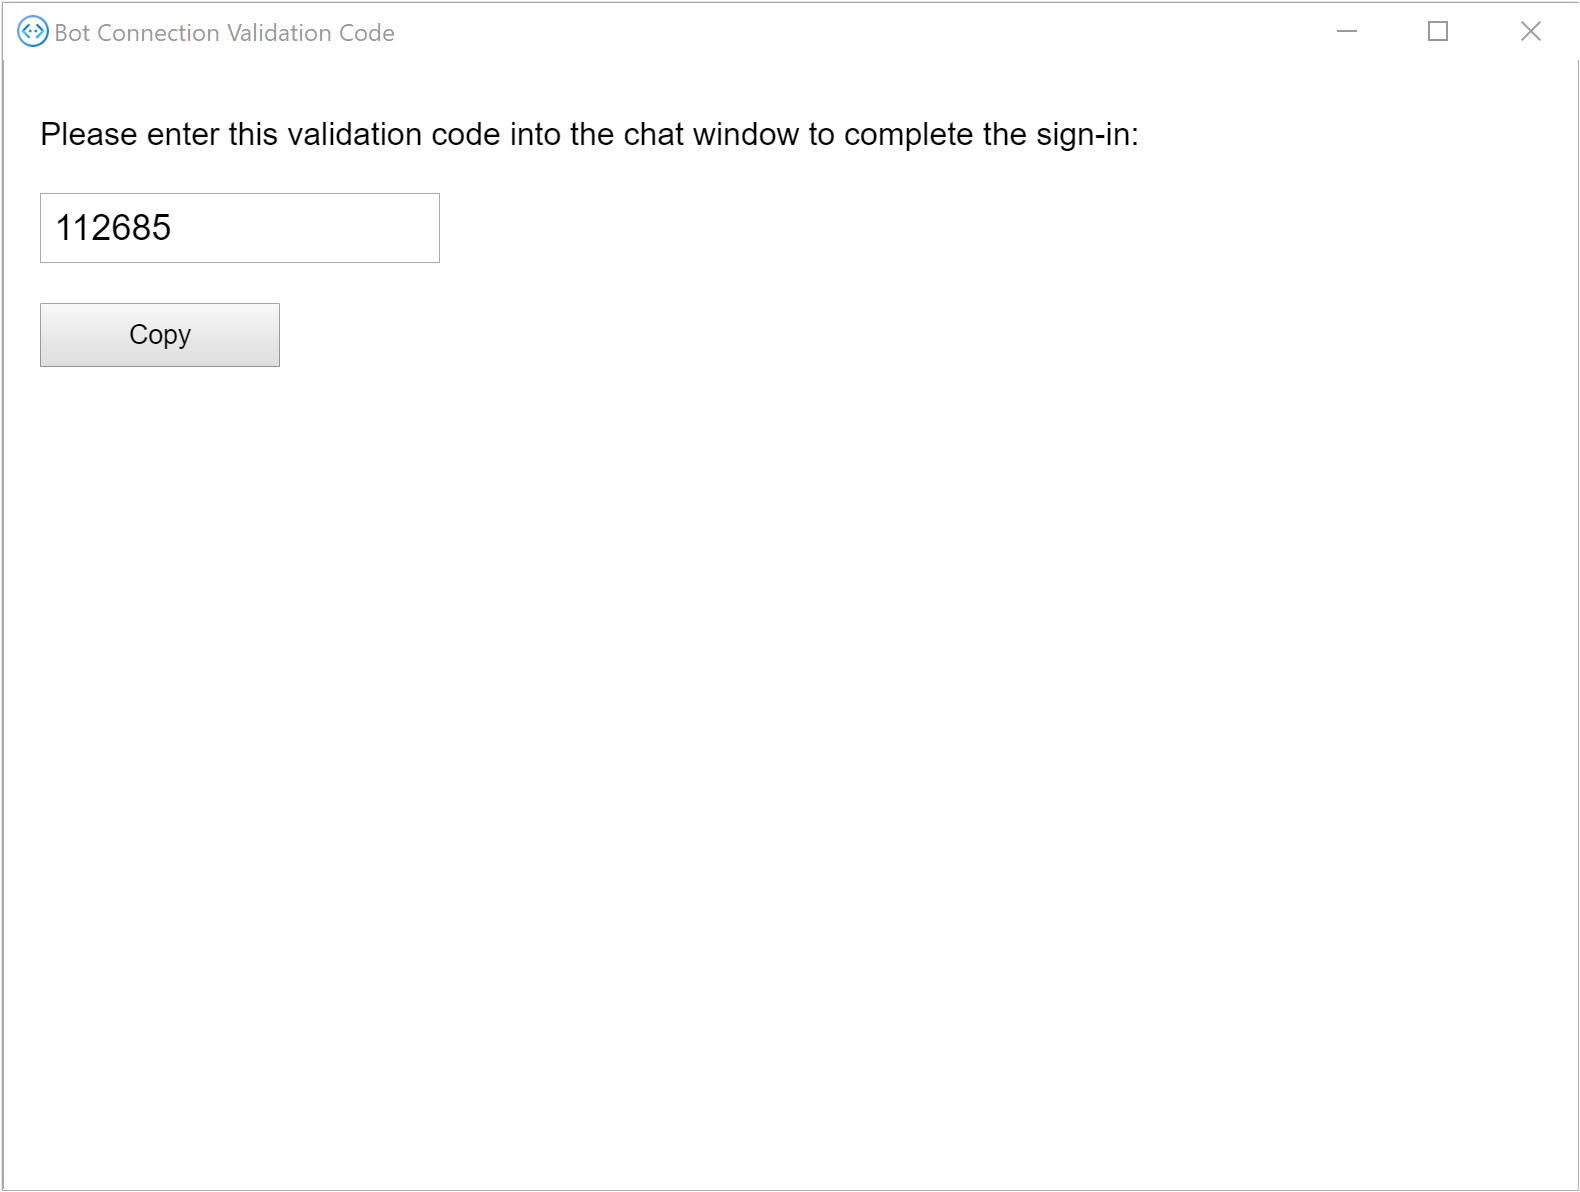 Bot Connection Validation Code
Please enter this validation code into the chat window to complete the sign-in:
112685
Copy